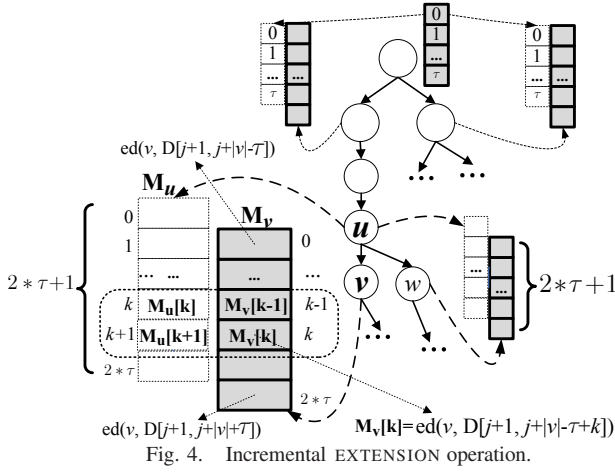 0
1
...
τ
0
1
...
τ
...
0
1
...
τ
...
ed(v, D[j+1, j+|v|-τ])
... ...
M_u
M_v
u
0
1
0
2∗τ+1
... ...
...
...
v
w
...
...
2∗τ+1
k
M_u[k]
M_v[k-1]
k-1
k+1
M_u[k+1]
M_v[k]
k
... ...
2∗τ
2∗τ
ed(v, D[j+1, j+|v|+τ])
M_v[k]=ed(v, D[j+1, j+|v|-τ+k])
Fig. 4. Incremental EXTENSION operation.